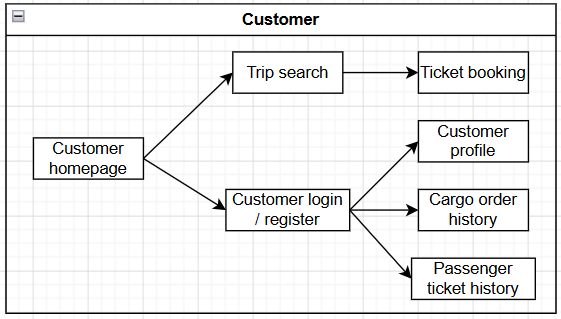 Customer
Trip search
Ticket booking
Customer
homepage
Customer
profile
Customer login
/ register
Cargo order
history
Passenger
ticket history